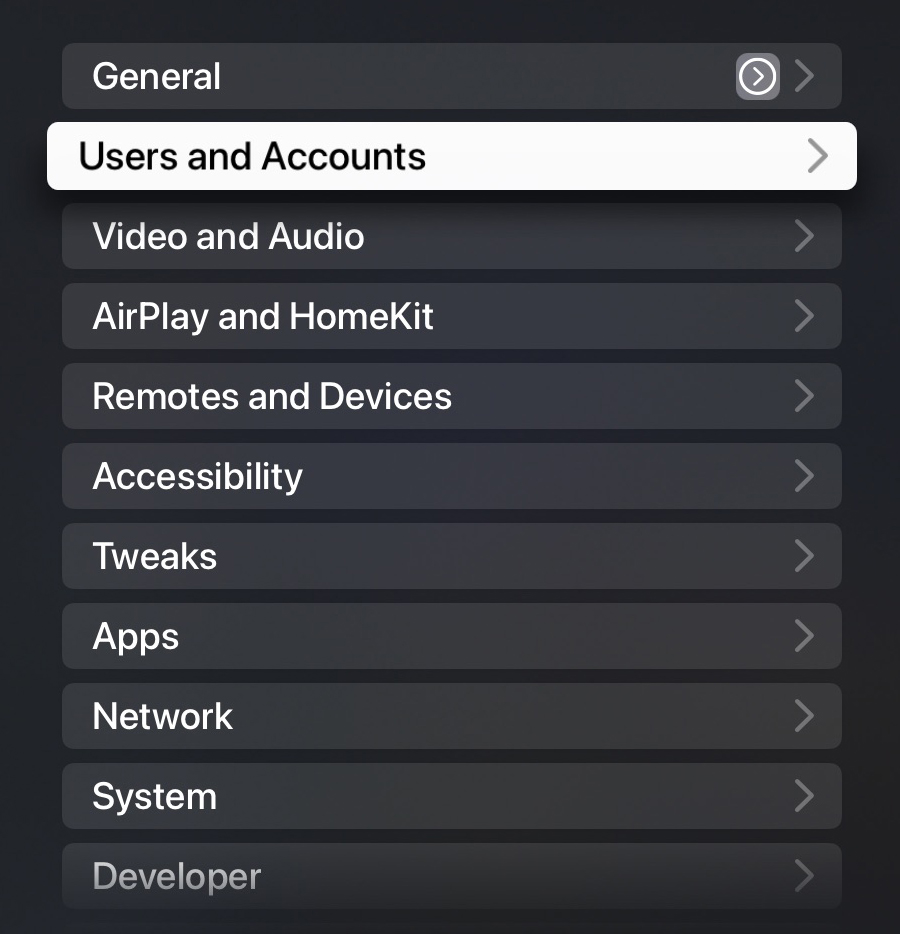 General
Users and Accounts
Video and Audio
AirPlay and HomeKit
Remotes and Devices
Accessibility
Tweaks
Apps
Network
System
Developer